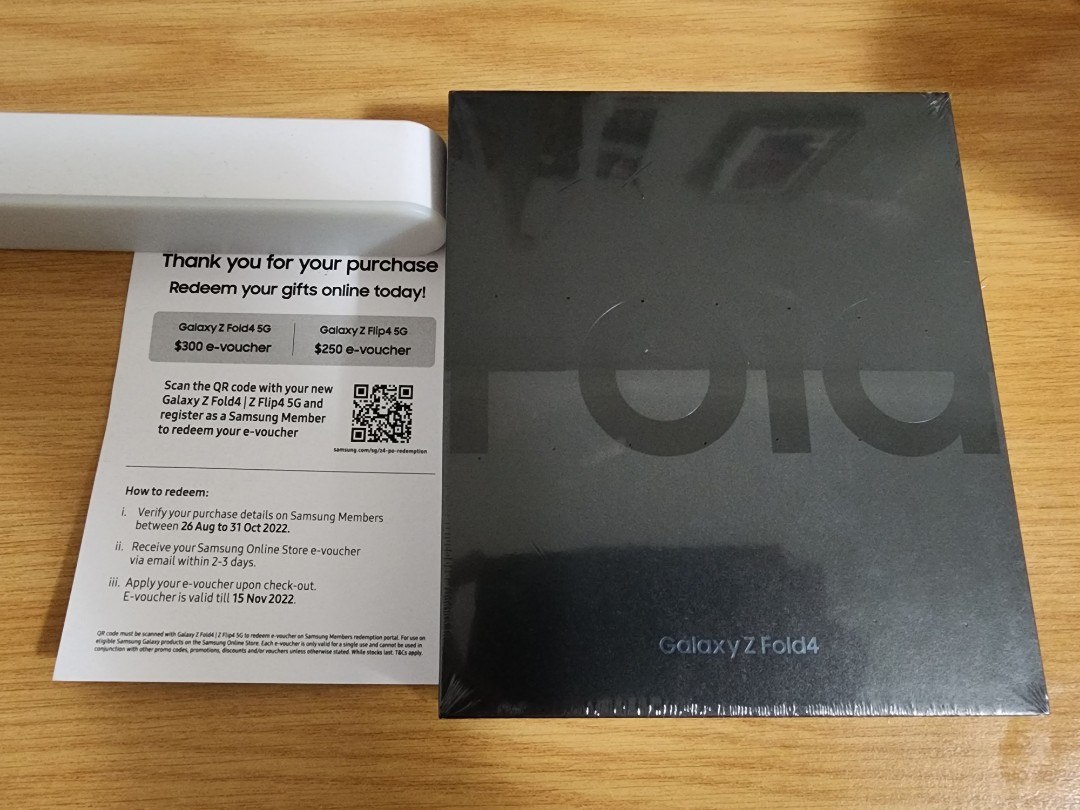 Thank you for your purchase
Redeem your gifts online today!
Galaxy Z Fold4 5G
$300 e-voucher
Galaxy Z Flip4 5G
$250 e-voucher
Scan the QR code with your new
Galaxy Z Fold4 | Z Flip4 5G and
register as a Samsung Member
to redeem your e-voucher
samsung.com/sg/z4-po-redemption
How to redeem:
i. Verify your purchase details on Samsung Members
between 26 Aug to 31 Oct 2022.
ii. Receive your Samsung Online Store e-voucher
via email within 2-3 days.
iii. Apply your e-voucher upon check-out.
E-voucher is valid till 15 Nov 2022.
QR code must be scanned with Galaxy Z Fold4 | Z Flip4 5G to redeem e-voucher on Samsung Members redemption portal. For use on
eligible Samsung Galaxy products on the Samsung Online Store. Each e-voucher is only valid for a single use and cannot be used in
conjunction with other promo codes, promotions, discounts and/or vouchers unless otherwise stated. While stocks last. T&Cs apply.
Fold
Galaxy Z Fold4